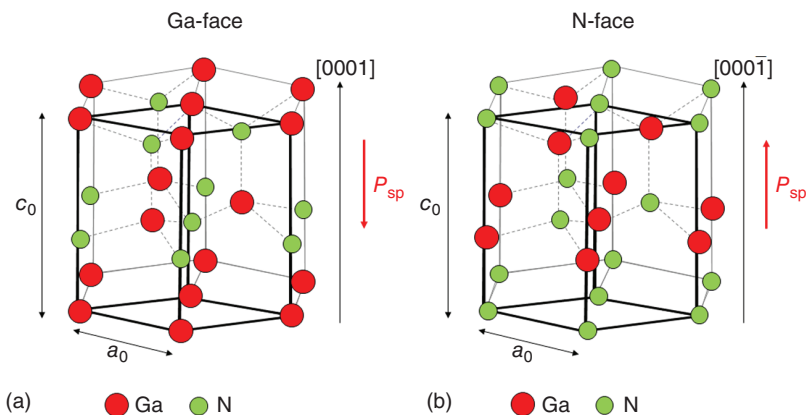 Ga-face
N-face
[0001]
[0001̄]
c0
Psp
c0
Psp
a0
a0
(a)
Ga
N
(b)
Ga
N